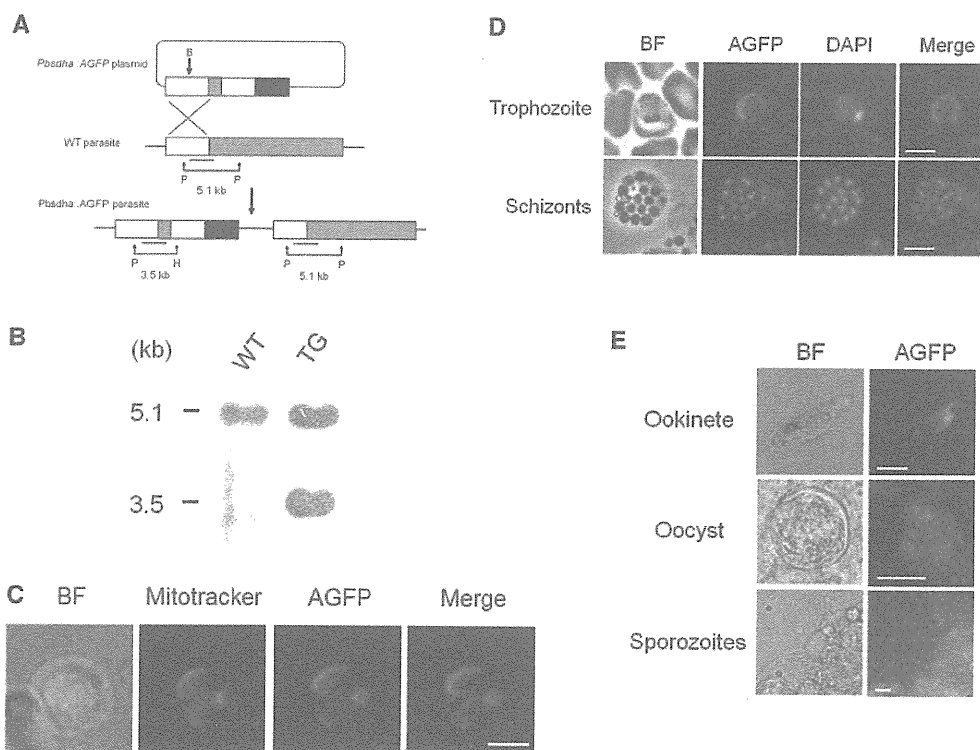 A
B
Pbsdha::AGFP plasmid
WT parasite
P P
5.1 kb
Pbsdha::AGFP parasite
P H
3.5 kb
P P
5.1 kb
B
(kb) WT TG
5.1
3.5
C
BF Mitotracker AGFP Merge
D
BF AGFP DAPI Merge
Trophozoite
Schizonts
E
BF AGFP
Ookinete
Oocyst
Sporozoites